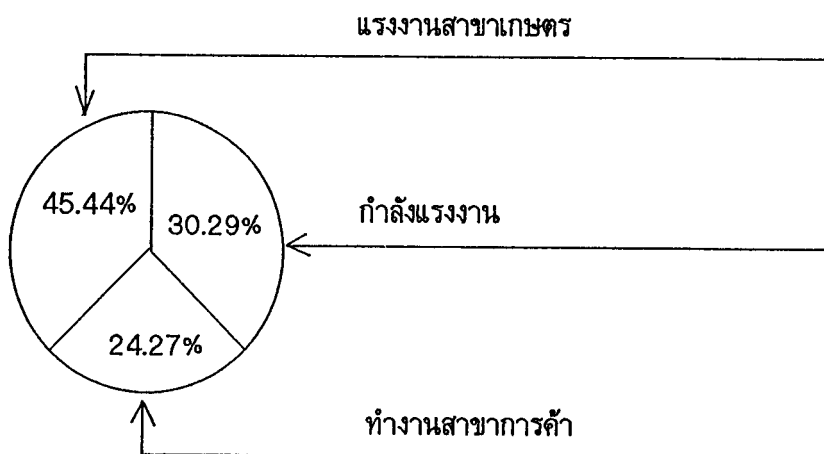 แรงงานสาขาเกษตร
45.44%
30.29%
กำลังแรงงาน
24.27%
ทำงานสาขาการค้า